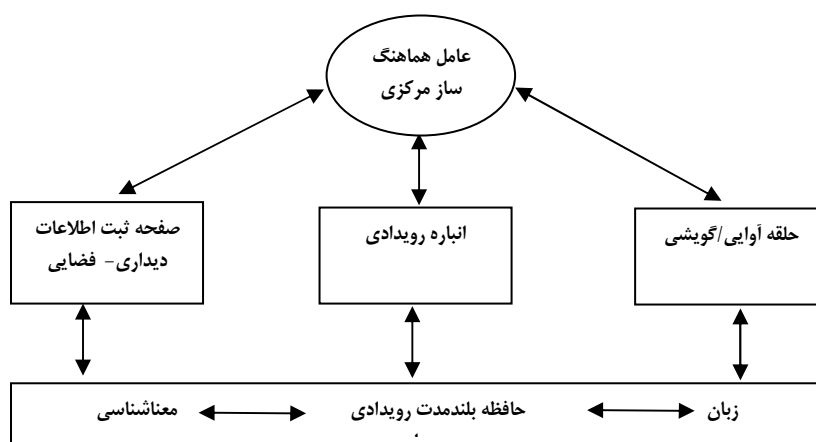 عامل هماهنگ
ساز مرکزی
حلقه آوایی/گویشی
انباره رویدادی
صفحه ثبت اطلاعات
دیداری- فضایی
زبان
حافظه بلندمدت رویدادی
معناشناسی